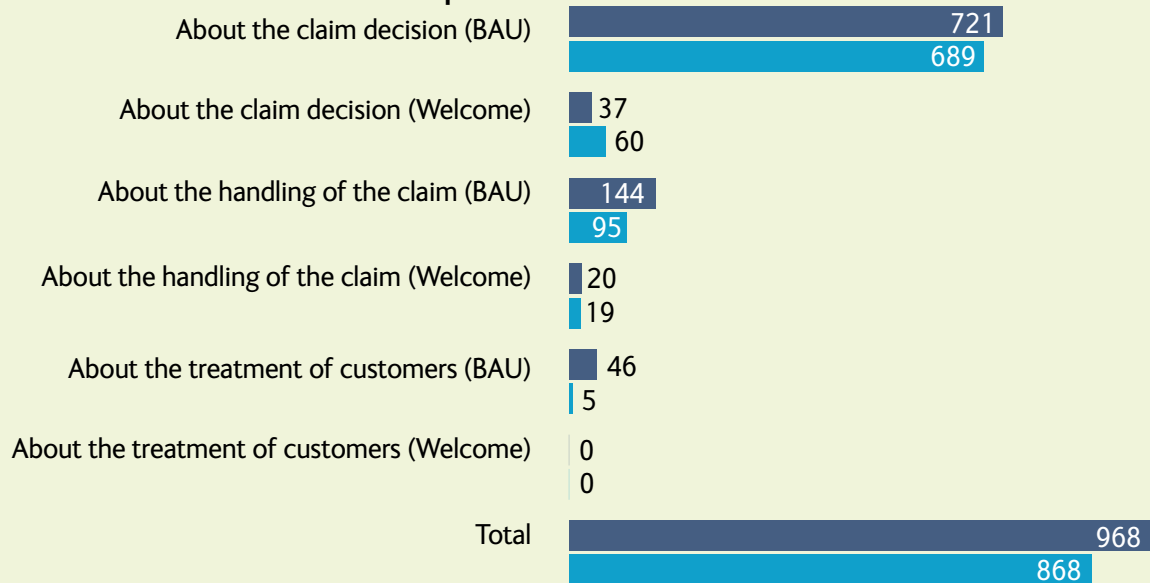 About the claim decision (BAU)
721
689
About the claim decision (Welcome)
37
60
About the handling of the claim (BAU)
144
95
About the handling of the claim (Welcome)
20
19
About the treatment of customers (BAU)
46
5
About the treatment of customers (Welcome)
0
0
Total
968
868